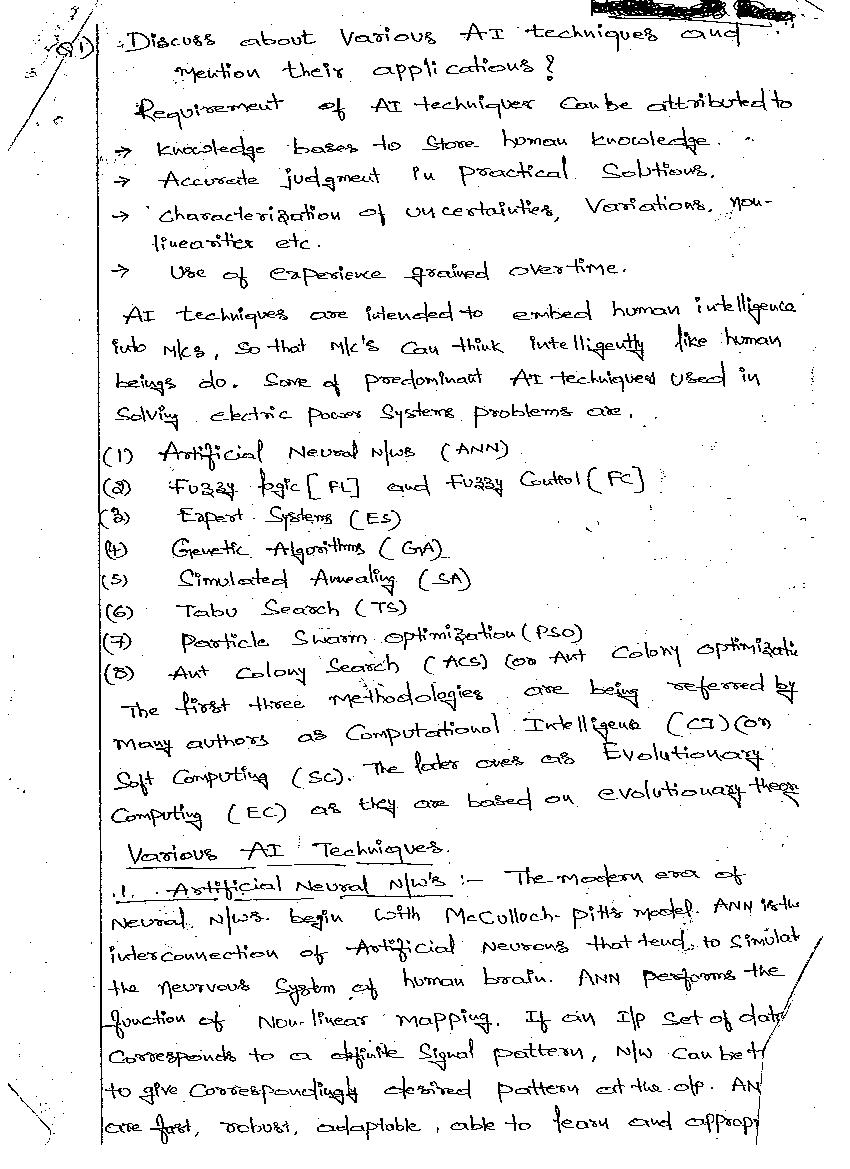 Q1) Discuss about Various AI techniques and
mention their applications?
Requirement of AI techniques can be attributed to
→ Knowledge bases to store human knowledge.
→ Accurate judgment in practical Solutions.
→ Characterization of uncertainties, Variations, non-
linearities etc.
→ Use of experience grained overtime.
AI techniques are intended to embed human intelligence
into M/cs, so that M/c's can think intelligently like human
beings do. Some of predominant AI techniques used in
solving electric power Systems problems are.
(1) Artificial Neural N/ws (ANN)
(2) Fuzzy logic [FL] and Fuzzy Control [FC]
(3) Expert Systems (ES)
(4) Genetic Algorithms (GA)
(5) Simulated Annealing (SA)
(6) Tabu Search (TS)
(7) Particle Swarm optimization (PSO)
(8) Ant Colony Search (ACS) (or) Ant Colony optimizati
The first three methodologies are being referred by
many authors as Computational Intelligence (CI) (or)
Soft Computing (SC). The later ones as Evolutionary
Computing (EC) as they are based on evolutionary theory
Various AI Techniques.
1. Artificial Neural N/w's :- The modern era of
Neural N/ws begin with McCulloch-pitts model. ANN is the
interconnection of Artificial Neurons that tend to Simulat
the neurvous System of human brain. ANN performs the
function of Non-linear mapping. If an I/p set of data
Corresponds to a definite Signal pattern, N/w can be t
to give correspondingly desired pattern at the o/p. AN
are fast, robust, adaptable, able to learn and approp